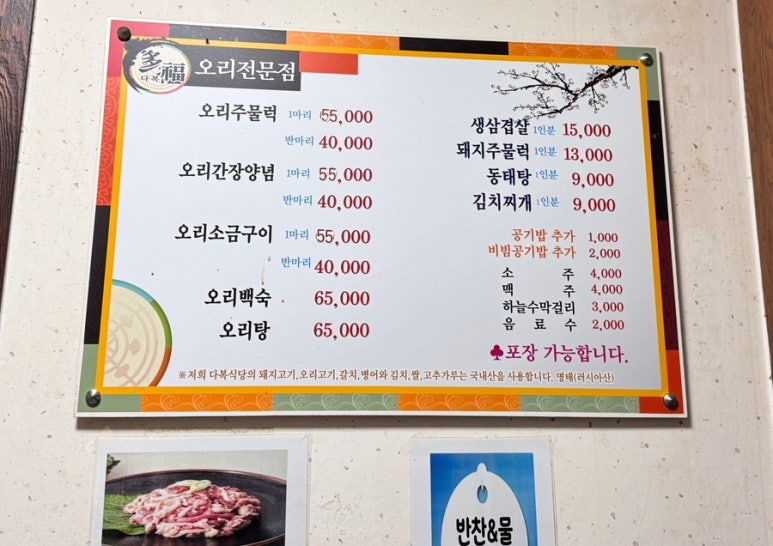 多福
다복
오리전문점
오리주물럭 1마리 55,000
반마리 40,000
오리간장양념 1마리 55,000
반마리 40,000
오리소금구이 1마리 55,000
반마리 40,000
오리백숙 65,000
오리탕 65,000
생삼겹살 1인분 15,000
돼지주물럭 1인분 13,000
동태탕 1인분 9,000
김치찌개 1인분 9,000
공기밥 추가 1,000
비빔공기밥 추가 2,000
소 주 4,000
맥 주 4,000
하늘수막걸리 3,000
음 료 수 2,000
♣포장 가능합니다.
※저희 다복식당의 돼지고기,오리고기,갈치,병어와 김치,쌀,고추가루는 국내산을 사용합니다. 명태(러시아산)
반찬&물